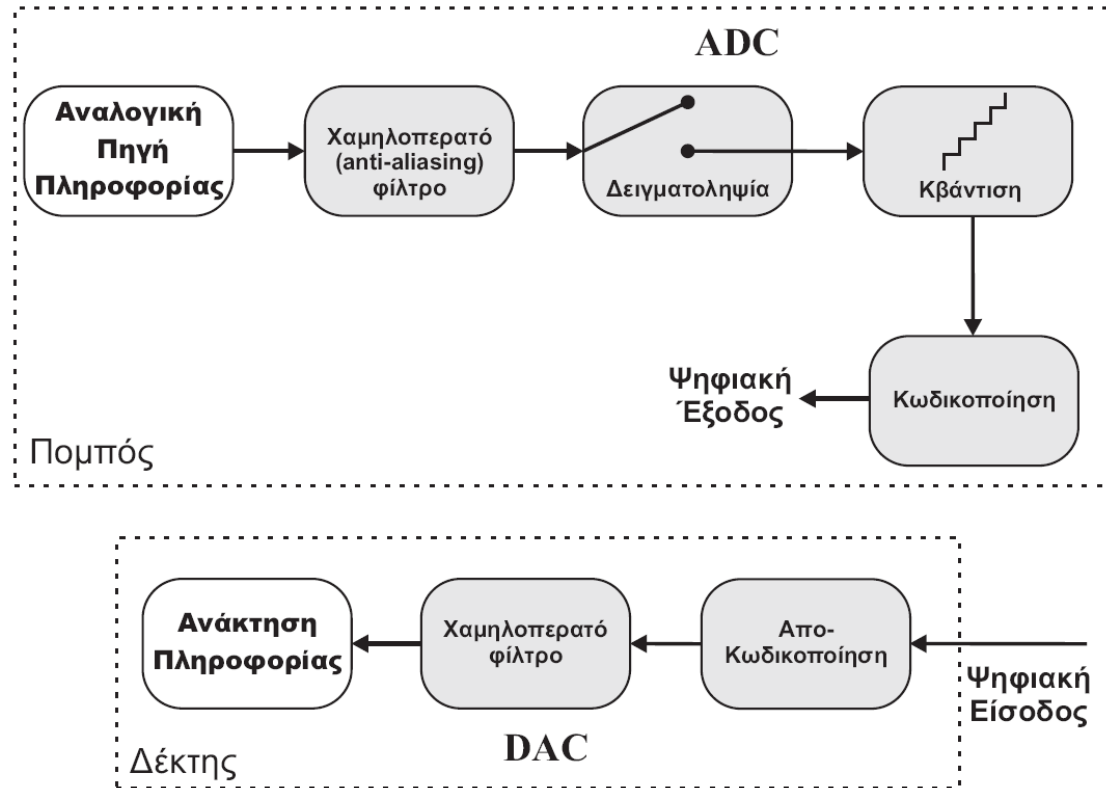 ADC
Αναλογική
Πηγή
Πληροφορίας
Χαμηλοπερατό
(anti-aliasing)
φίλτρο
Δειγματοληψία
Κβάντιση
Κωδικοποίηση
Ψηφιακή
Έξοδος
Πομπός
Ανάκτηση
Πληροφορίας
Χαμηλοπερατό
φίλτρο
Απο-
Κωδικοποίηση
Ψηφιακή
Είσοδος
DAC
Δέκτης